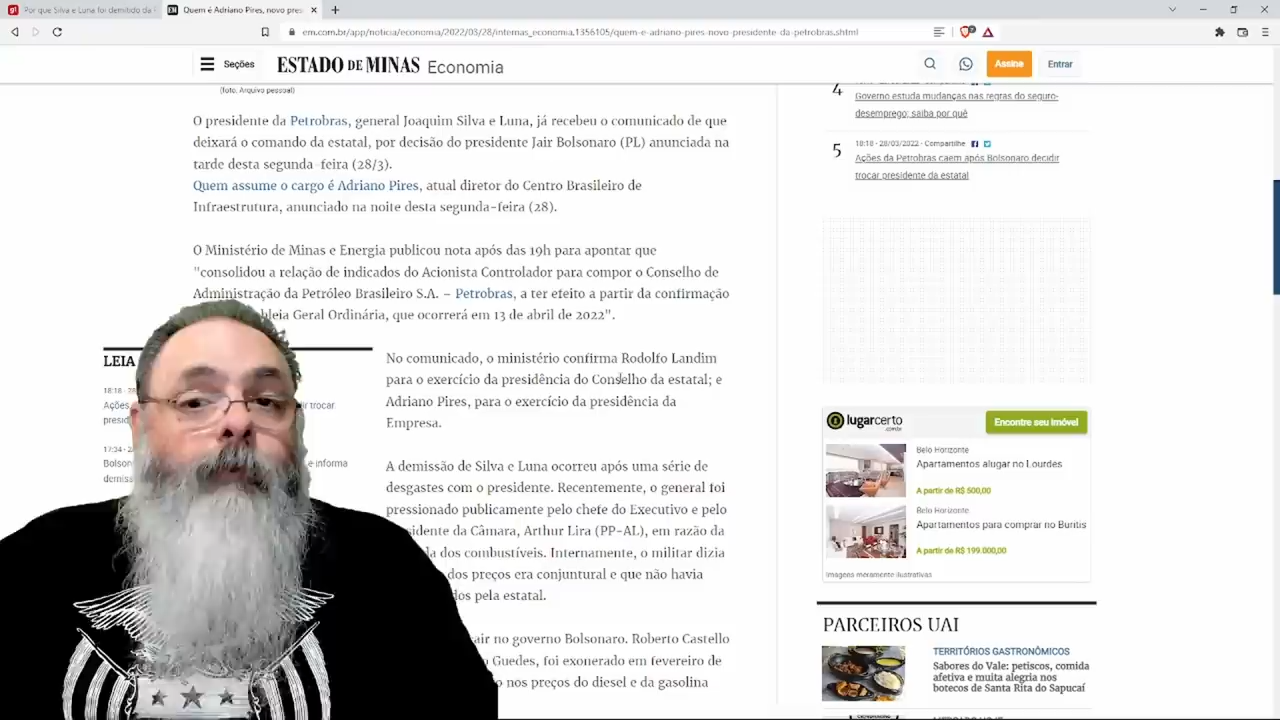 Por que Silva e Luna foi demitido da
Quem é Adriano Pires, novo pres
em.com.br/app/noticia/economia/2022/03/28/internas_economia,1356105/quem-e-adriano-pires-novo-presidente-da-petrobras.shtml
Seções
ESTADO DE MINAS Economia
Assine
Entrar
(foto: Arquivo pessoal)
O presidente da Petrobras, general Joaquim Silva e Luna, já recebeu o comunicado de que
deixará o comando da estatal, por decisão do presidente Jair Bolsonaro (PL) anunciada na
tarde desta segunda-feira (28/3).
Quem assume o cargo é Adriano Pires, atual diretor do Centro Brasileiro de
Infraestrutura, anunciado na noite desta segunda-feira (28).
O Ministério de Minas e Energia publicou nota após das 19h para apontar que
"consolidou a relação de indicados do Acionista Controlador para compor o Conselho de
Administração da Petróleo Brasileiro S.A. – Petrobras, a ter efeito a partir da confirmação
bleia Geral Ordinária, que ocorrerá em 13 de abril de 2022".
LEIA
18:18 - 28
Ações
trocar
presid
17:04 - 2
Bolson
e informa
demiss
No comunicado, o ministério confirma Rodolfo Landim
para o exercício da presidência do Conselho da estatal; e
Adriano Pires, para o exercício da presidência da
Empresa.
A demissão de Silva e Luna ocorreu após uma série de
desgastes com o presidente. Recentemente, o general foi
pressionado publicamente pelo chefe do Executivo e pelo
sidente da Câmara, Arthur Lira (PP-AL), em razão da
da dos combustíveis. Internamente, o militar dizia
dos preços era conjuntural e que não havia
dos pela estatal.
air no governo Bolsonaro. Roberto Castello
o Guedes, foi exonerado em fevereiro de
nos preços do diesel e da gasolina
4
Governo estuda mudanças nas regras do seguro-
desemprego; saiba por quê
5
18:18 - 28/03/2022 - Compartilhe
Ações da Petrobras caem após Bolsonaro decidir
trocar presidente da estatal
lugarcerto
.com.br
Encontre seu imóvel
Belo Horizonte
Apartamentos alugar no Lourdes
A partir de R$ 500,00
Belo Horizonte
Apartamentos para comprar no Buritis
A partir de R$ 199.000,00
Imagens meramente ilustrativas
PARCEIROS UAI
TERRITÓRIOS GASTRONÔMICOS
Sabores do Vale: petiscos, comida
afetiva e muita alegria nos
botecos de Santa Rita do Sapucaí